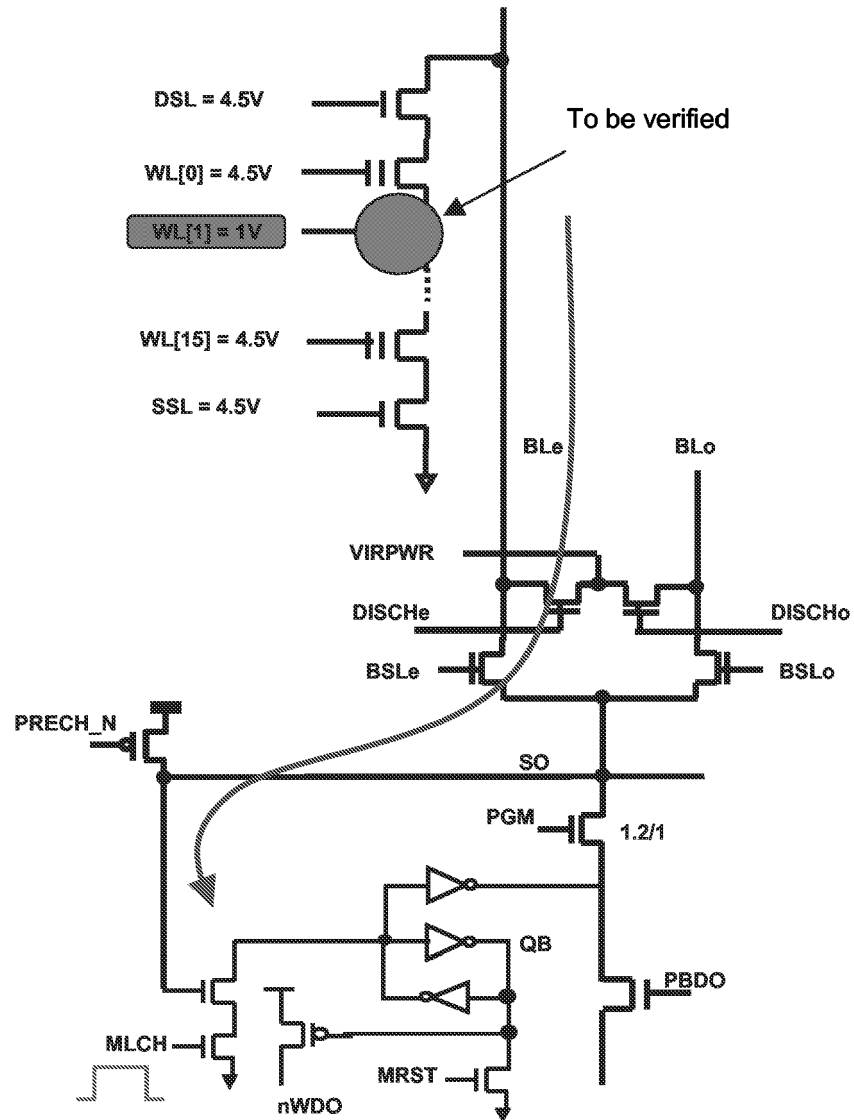 DSL = 4.5V
To be verified
WL[0] = 4.5V
WL[1] = 1V
WL[15] = 4.5V
SSL = 4.5V
BLe
BLo
VIRPWR
DISCHe
DISCHo
BSLe
BSLo
PRECH_N
SO
PGM
1.2/1
QB
PBDO
MLCH
nWDO
MRST